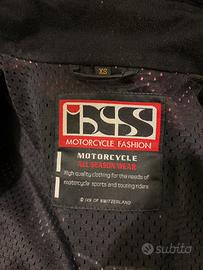 XS
iXS
MOTORCYCLE FASHION
MOTORCYCLE
ALL SEASON WEAR
High quality clothing for the needs of
motorcycle sports and touring riders
© iXS OF SWITZERLAND
subito